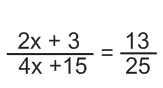 2x + 3 = 13
4x +15   25